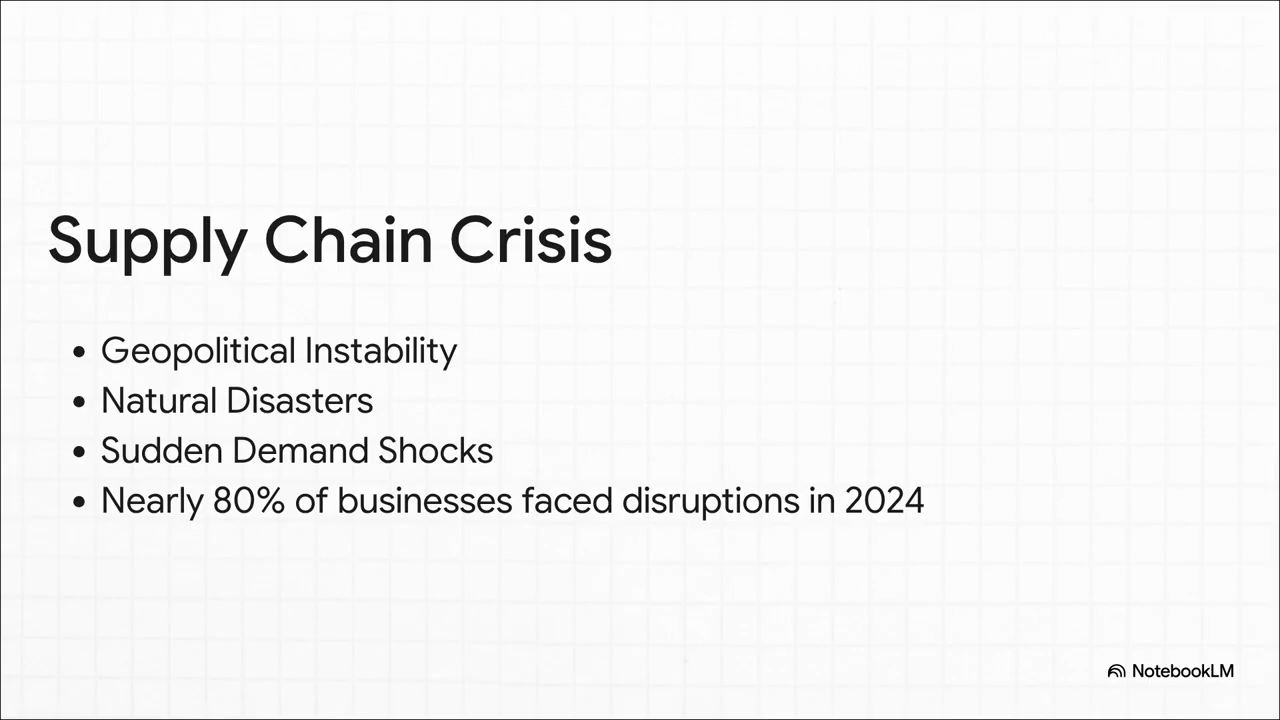 Supply Chain Crisis
• Geopolitical Instability
• Natural Disasters
• Sudden Demand Shocks
• Nearly 80% of businesses faced disruptions in 2024
NotebookLM